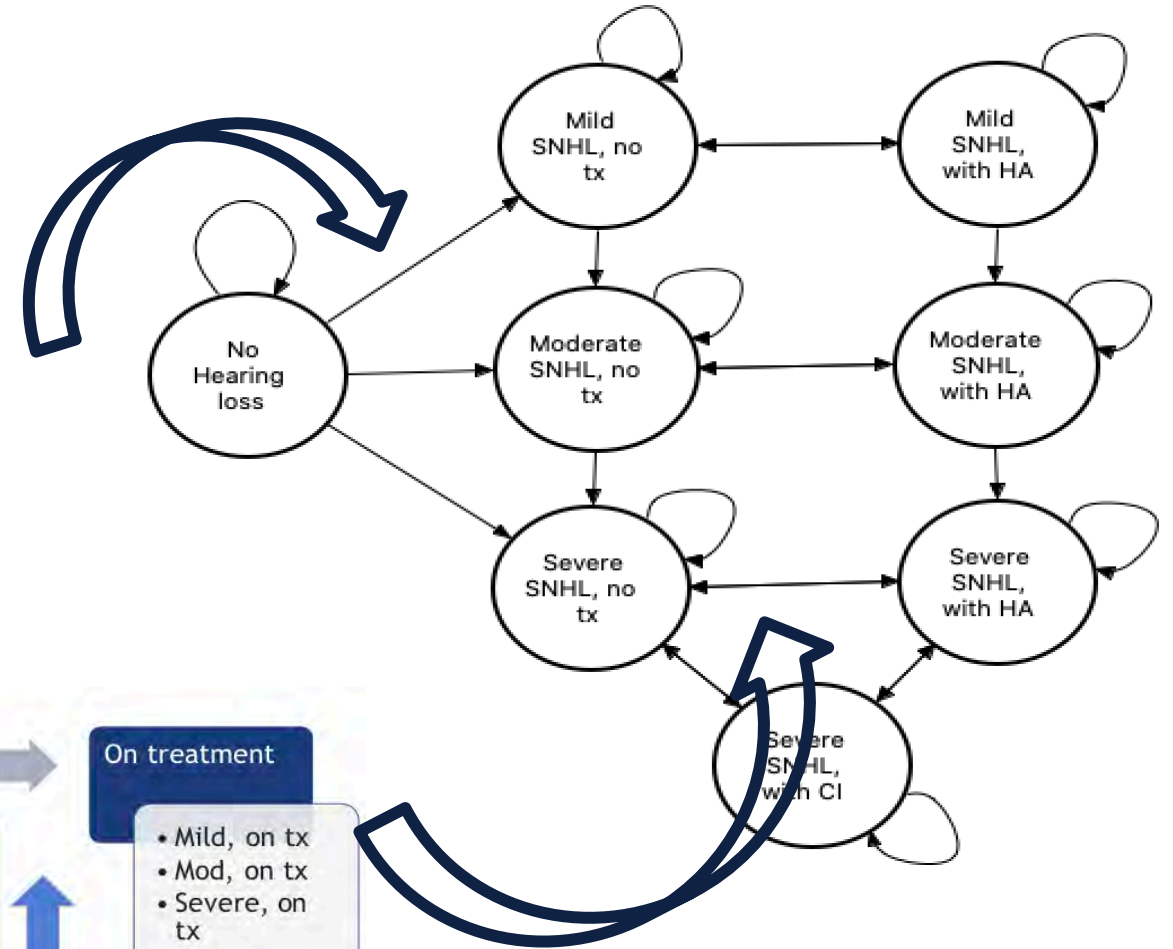 Mild
SNHL, no
tx
Mild
SNHL,
with HA
No
Hearing
loss
Moderate
SNHL, no
tx
Moderate
SNHL,
with HA
Severe
SNHL, no
tx
Severe
SNHL,
with HA
Severe
SNHL,
with CI
On treatment
• Mild, on tx
• Mod, on tx
• Severe, on
tx